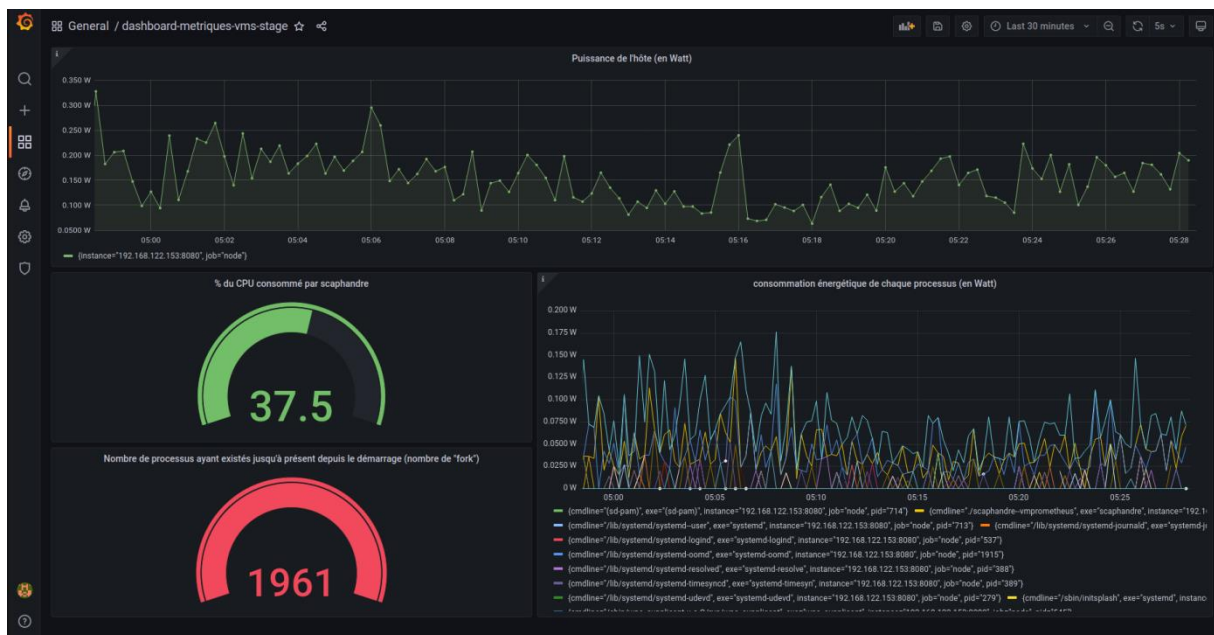 General / dashboard-metriques-vms-stage
Last 30 minutes
5s
Puissance de l'hôte (en Watt)
0.350 W
0.300 W
0.250 W
0.200 W
0.150 W
0.100 W
0.0500 W
05:00 05:02 05:04 05:06 05:08 05:10 05:12 05:14 05:16 05:18 05:20 05:22 05:24 05:26 05:28
{instance="192.168.122.153:8080", job="node"}
% du CPU consommé par scaphandre
37.5
Nombre de processus ayant existés jusqu'à présent depuis le démarrage (nombre de "fork")
1961
consommation énergétique de chaque processus (en Watt)
0.200 W
0.175 W
0.150 W
0.125 W
0.100 W
0.0750 W
0.0500 W
0.0250 W
0 W
05:00 05:05 05:10 05:15 05:20 05:25
{cmdline="(sd-pam)", exe="(sd-pam)", instance="192.168.122.153:8080", job="node", pid="714"} {cmdline="./scaphandre--vmprometheus", exe="scaphandre", instance="192.1
{cmdline="/lib/systemd/systemd--user", exe="systemd", instance="192.168.122.153:8080", job="node", pid="713"} {cmdline="/lib/systemd/systemd-journald", exe="systemd-j
{cmdline="/lib/systemd/systemd-logind", exe="systemd-logind", instance="192.168.122.153:8080", job="node", pid="537"}
{cmdline="/lib/systemd/systemd-oomd", exe="systemd-oomd", instance="192.168.122.153:8080", job="node", pid="1915"}
{cmdline="/lib/systemd/systemd-resolved", exe="systemd-resolve", instance="192.168.122.153:8080", job="node", pid="388"}
{cmdline="/lib/systemd/systemd-timesyncd", exe="systemd-timesyn", instance="192.168.122.153:8080", job="node", pid="389"}
{cmdline="/lib/systemd/systemd-udevd", exe="systemd-udevd", instance="192.168.122.153:8080", job="node", pid="279"} {cmdline="/sbin/initsplash", exe="systemd", instanc